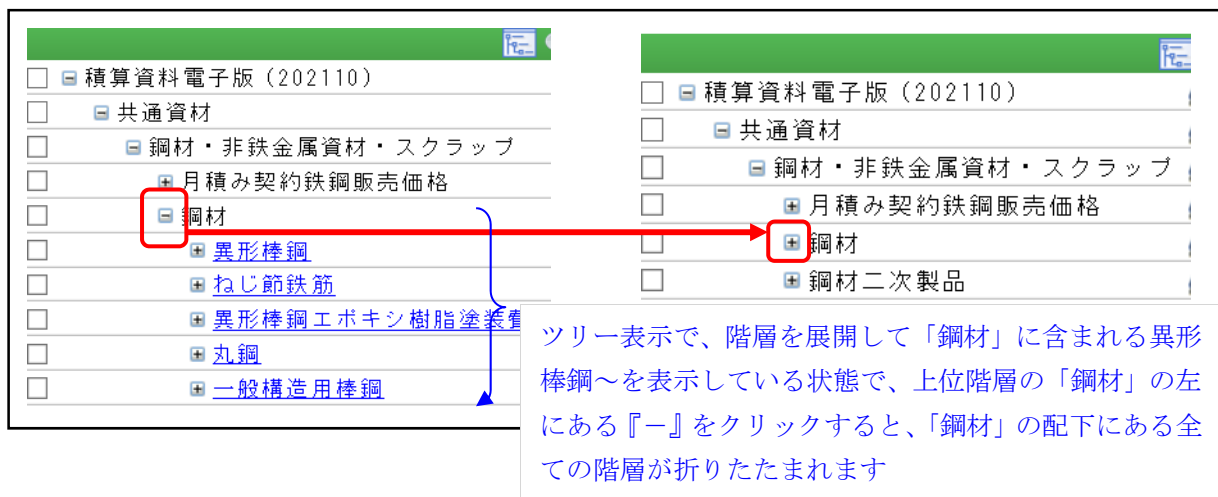 積算資料電子版（202110）
共通資材
鋼材・非鉄金属資材・スクラップ
月積み契約鉄鋼販売価格
鋼材
異形棒鋼
ねじ節鉄筋
異形棒鋼エポキシ樹脂塗装費
丸鋼
一般構造用棒鋼
積算資料電子版（202110）
共通資材
鋼材・非鉄金属資材・スクラップ
月積み契約鉄鋼販売価格
鋼材
鋼材二次製品
ツリー表示で、階層を展開して「鋼材」に含まれる異形
棒鋼～を表示している状態で、上位階層の「鋼材」の左
にある『－』をクリックすると、「鋼材」の配下にある全
ての階層が折りたたまれます